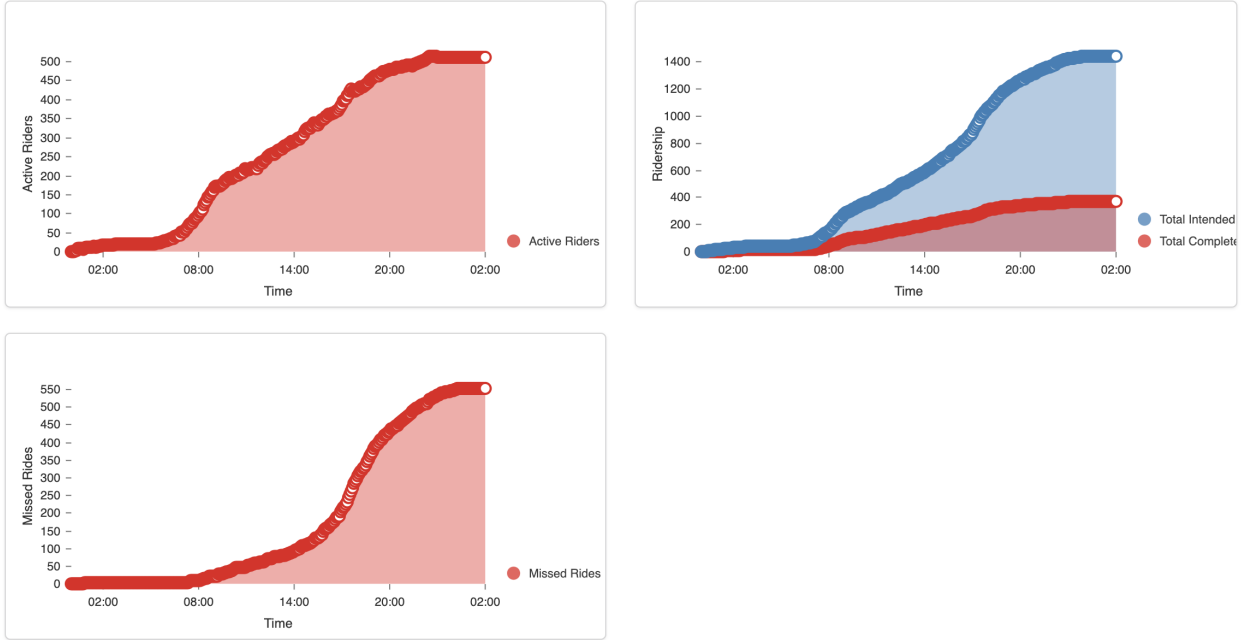 500
450
400
350
300
250
200
150
100
50
0
Active Riders
02:00 08:00 14:00 20:00 02:00
Time
Active Riders
1400
1200
1000
800
600
400
200
0
Ridership
02:00 08:00 14:00 20:00 02:00
Time
Total Intended
Total Complete
550
500
450
400
350
300
250
200
150
100
50
0
Missed Rides
02:00 08:00 14:00 20:00 02:00
Time
Missed Rides